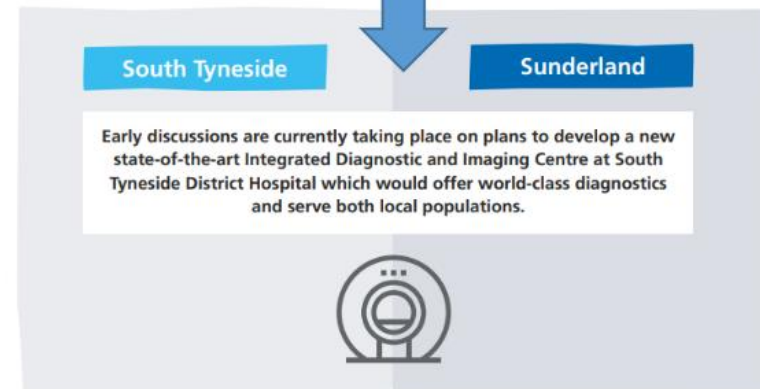 South Tyneside
Sunderland
Early discussions are currently taking place on plans to develop a new
state-of-the-art Integrated Diagnostic and Imaging Centre at South
Tyneside District Hospital which would offer world-class diagnostics
and serve both local populations.